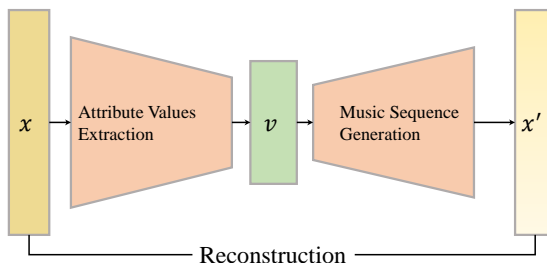 x
Attribute Values
Extraction
v
Music Sequence
Generation
x′
Reconstruction